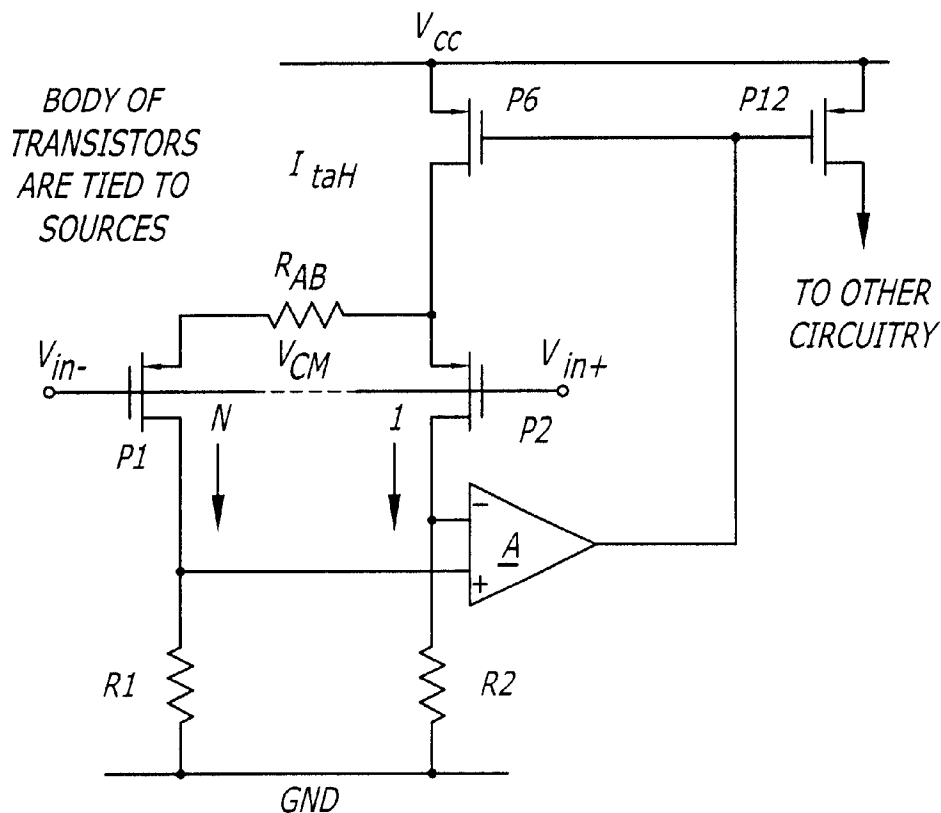 V_CC
BODY OF
TRANSISTORS
ARE TIED TO
SOURCES
P6
P12
I_taH
R_AB
TO OTHER
CIRCUITRY
V_in-
V_CM
V_in+
P1
N
1
P2
-
A
+
R1
R2
GND